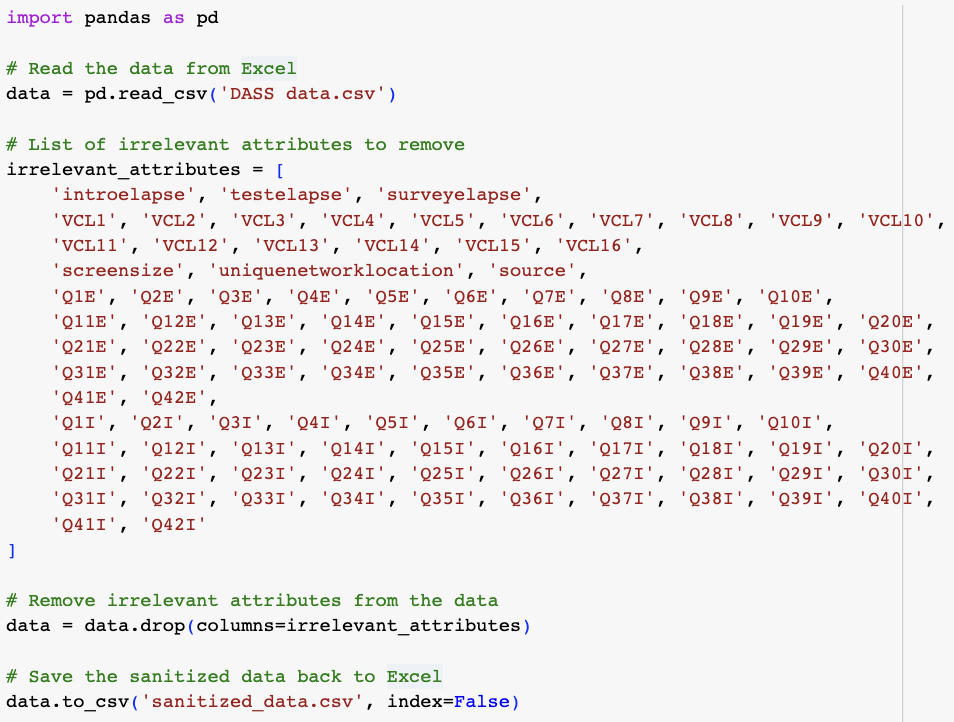 import pandas as pd
# Read the data from Excel
data = pd.read_csv('DASS data.csv')
# List of irrelevant attributes to remove
irrelevant_attributes = [
'introelapse', 'testelapse', 'surveyelapse',
'VCL1', 'VCL2', 'VCL3', 'VCL4', 'VCL5', 'VCL6', 'VCL7', 'VCL8', 'VCL9', 'VCL10',
'VCL11', 'VCL12', 'VCL13', 'VCL14', 'VCL15', 'VCL16',
'screensize', 'uniquenetworklocation', 'source',
'Q1E', 'Q2E', 'Q3E', 'Q4E', 'Q5E', 'Q6E', 'Q7E', 'Q8E', 'Q9E', 'Q10E',
'Q11E', 'Q12E', 'Q13E', 'Q14E', 'Q15E', 'Q16E', 'Q17E', 'Q18E', 'Q19E', 'Q20E',
'Q21E', 'Q22E', 'Q23E', 'Q24E', 'Q25E', 'Q26E', 'Q27E', 'Q28E', 'Q29E', 'Q30E',
'Q31E', 'Q32E', 'Q33E', 'Q34E', 'Q35E', 'Q36E', 'Q37E', 'Q38E', 'Q39E', 'Q40E',
'Q41E', 'Q42E',
'Q1I', 'Q2I', 'Q3I', 'Q4I', 'Q5I', 'Q6I', 'Q7I', 'Q8I', 'Q9I', 'Q10I',
'Q11I', 'Q12I', 'Q13I', 'Q14I', 'Q15I', 'Q16I', 'Q17I', 'Q18I', 'Q19I', 'Q20I',
'Q21I', 'Q22I', 'Q23I', 'Q24I', 'Q25I', 'Q26I', 'Q27I', 'Q28I', 'Q29I', 'Q30I',
'Q31I', 'Q32I', 'Q33I', 'Q34I', 'Q35I', 'Q36I', 'Q37I', 'Q38I', 'Q39I', 'Q40I',
'Q41I', 'Q42I'
]
# Remove irrelevant attributes from the data
data = data.drop(columns=irrelevant_attributes)
# Save the sanitized data back to Excel
data.to_csv('sanitized_data.csv', index=False)